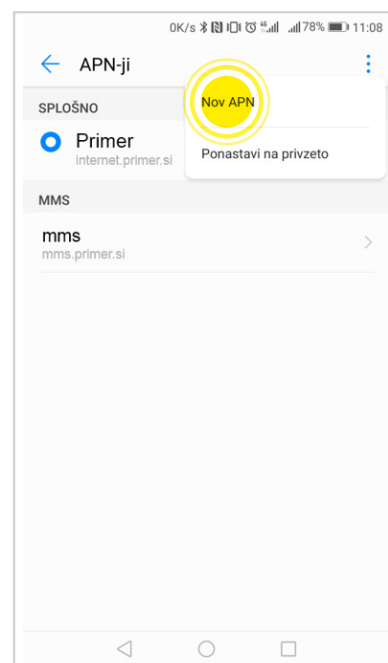 0K/s 78% 11:08
APN-ji
Nov APN
SPLOŠNO
Primer
internet.primer.si
Ponastavi na privzeto
MMS
mms
mms.primer.si